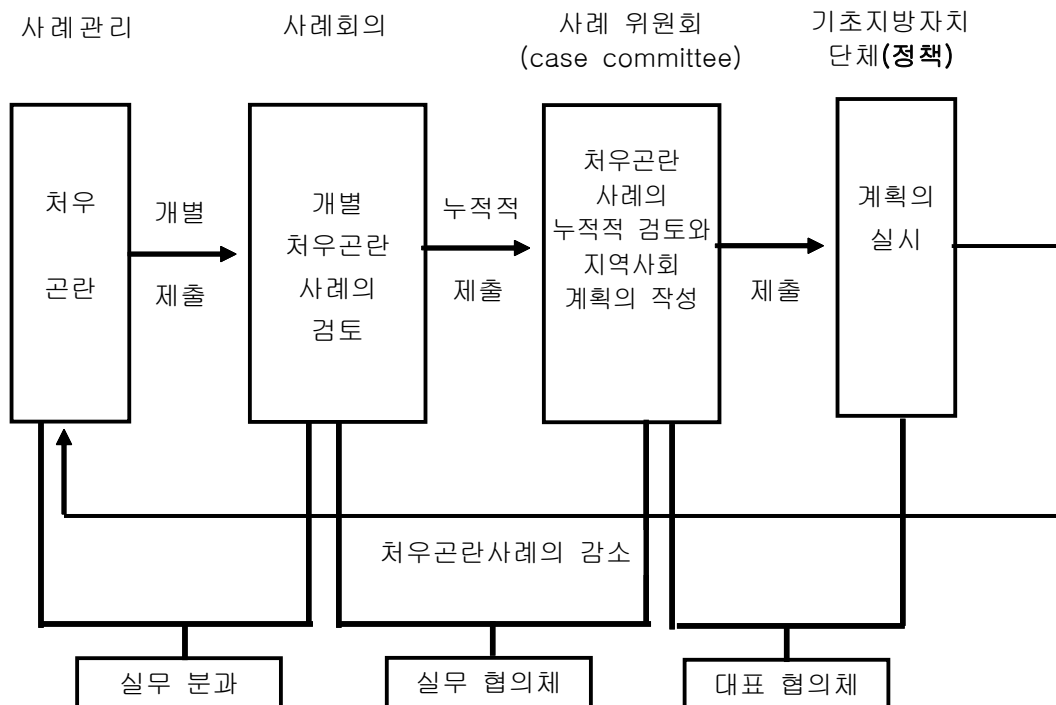 사례관리
사례회의
사례 위원회
(case committee)
기초지방자치
단체(정책)
처우
곤란
개별
제출
개별
처우곤란
사례의
검토
누적적
제출
처우곤란
사례의
누적적 검토와
지역사회
계획의 작성
제출
계획의
실시
처우곤란사례의 감소
실무 분과
실무 협의체
대표 협의체